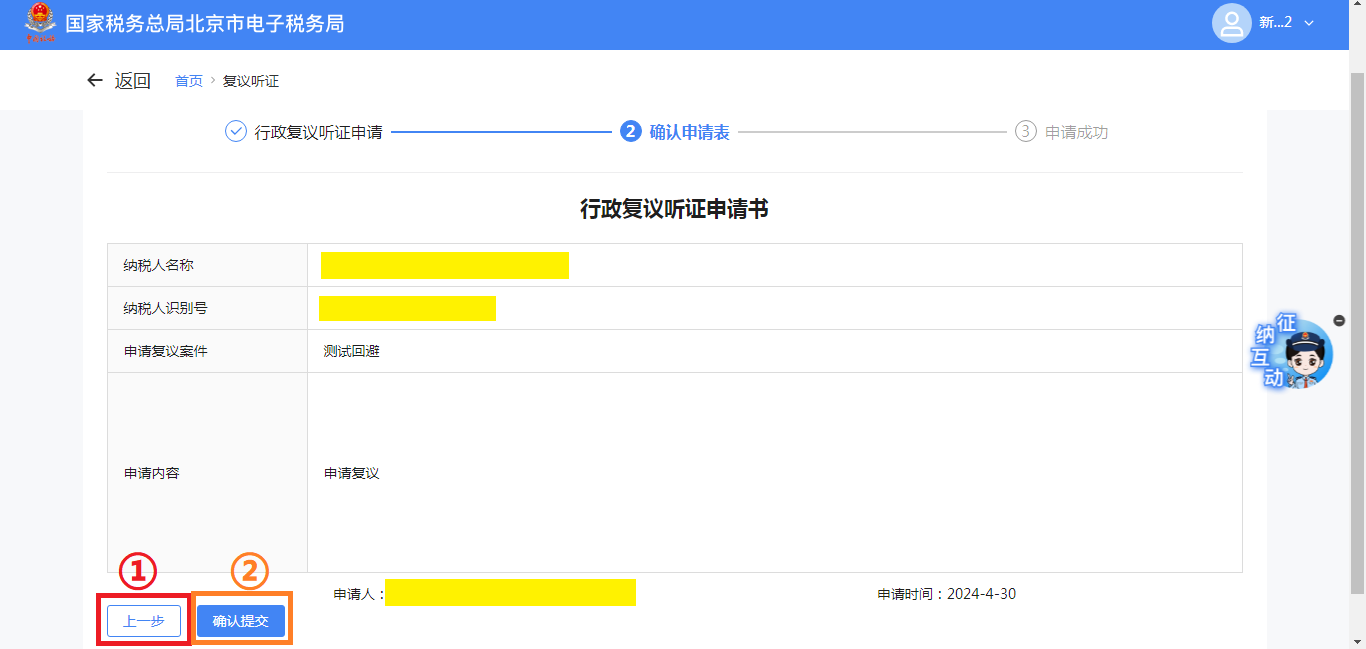 国家税务总局北京市电子税务局
新...2
返回 首页 > 复议听证
行政复议听证申请 2 确认申请表 3 申请成功
行政复议听证申请书
纳税人名称
纳税人识别号
申请复议案件 测试回避
申请内容 申请复议
征纳互动
申请人： 申请时间：2024-4-30
① ②
上一步 确认提交